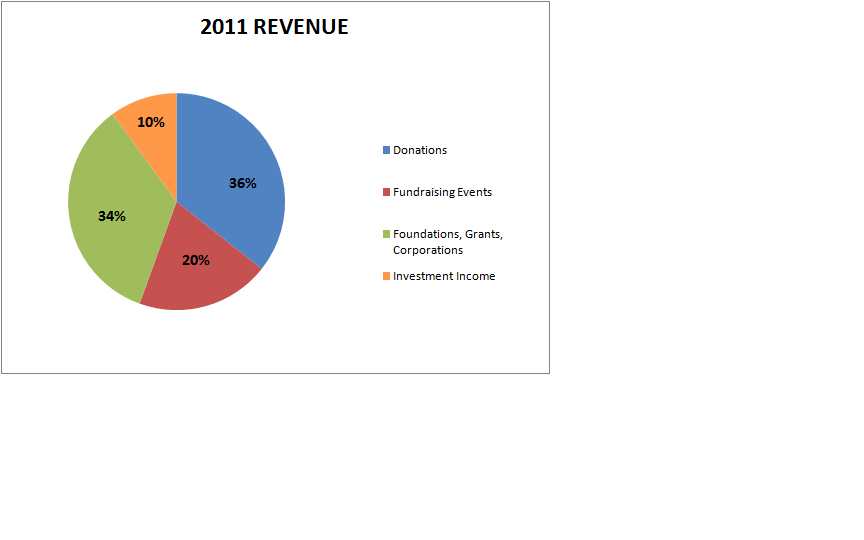 2011 REVENUE
10%
36%
34%
20%
Donations
Fundraising Events
Foundations, Grants,
Corporations
Investment Income